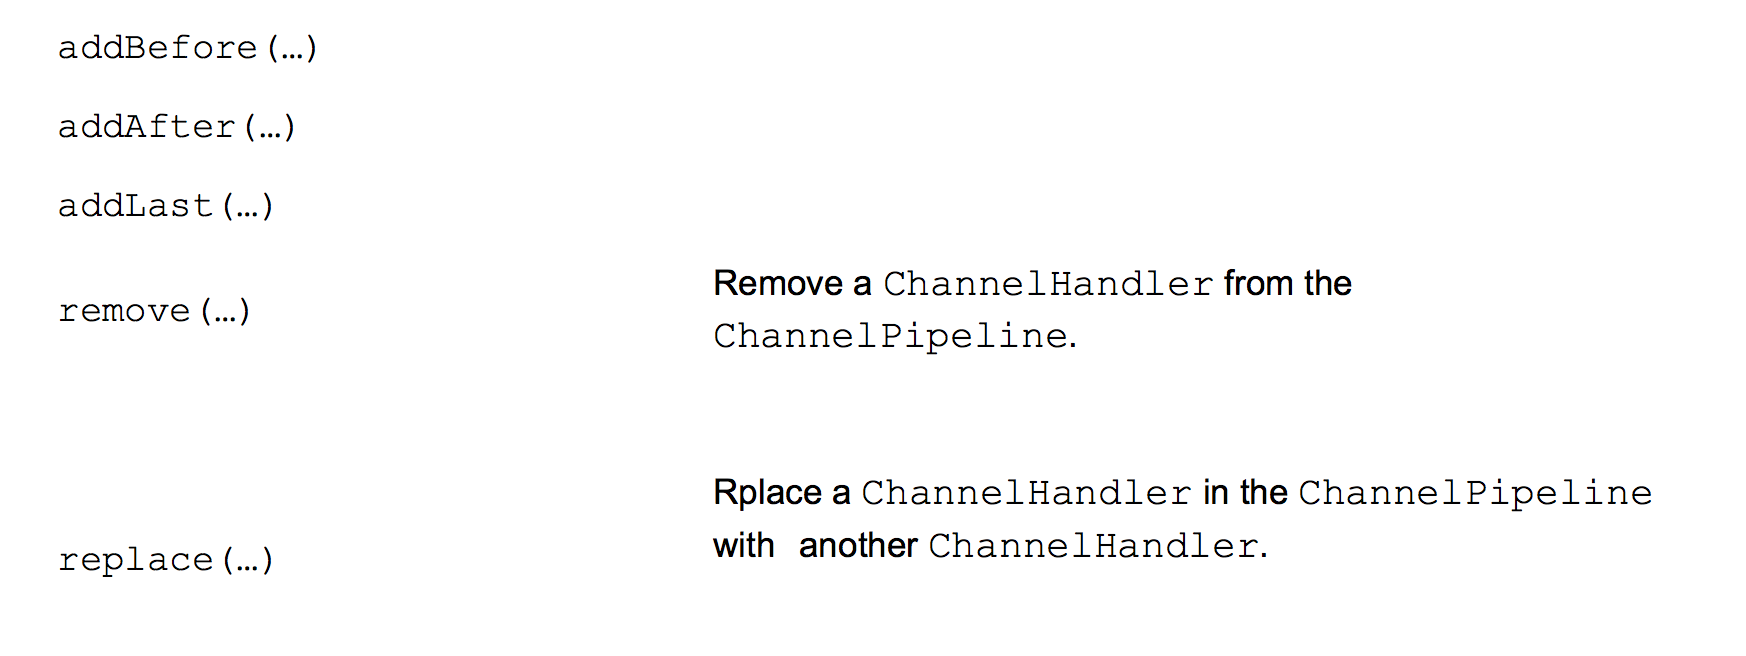 addBefore(…)
addAfter(…)
addLast(…)
remove(…)
Remove a ChannelHandler from the
ChannelPipeline.
replace(…)
Rplace a ChannelHandler in the ChannelPipeline
with another ChannelHandler.